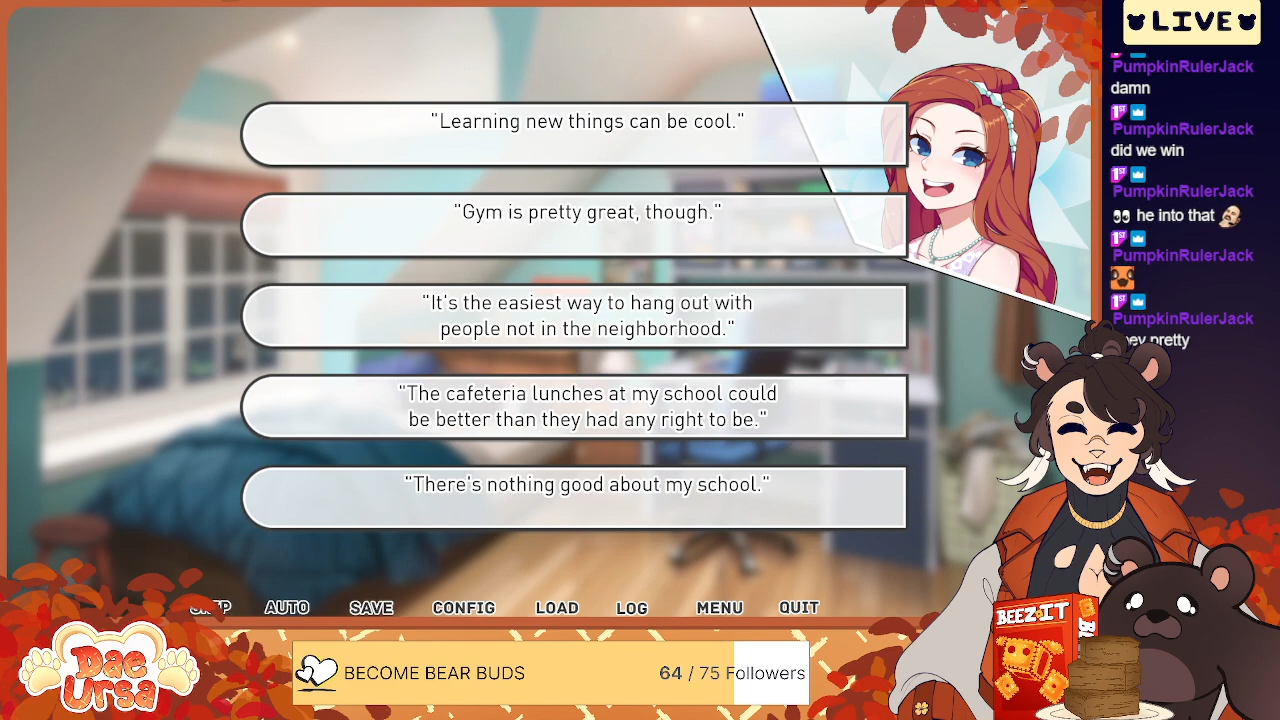 LIVE
PumpkinRulerJack
damn
PumpkinRulerJack
did we win
PumpkinRulerJack
he into that
PumpkinRulerJack
PumpkinRulerJack
pretty
"Learning new things can be cool."
"Gym is pretty great, though."
"It's the easiest way to hang out with
people not in the neighborhood."
"The cafeteria lunches at my school could
be better than they had any right to be."
"There's nothing good about my school."
SKIP AUTO SAVE CONFIG LOAD LOG MENU QUIT
BECOME BEAR BUDS 64 / 75 Followers
Dae
Ursa
BEEZ-IT